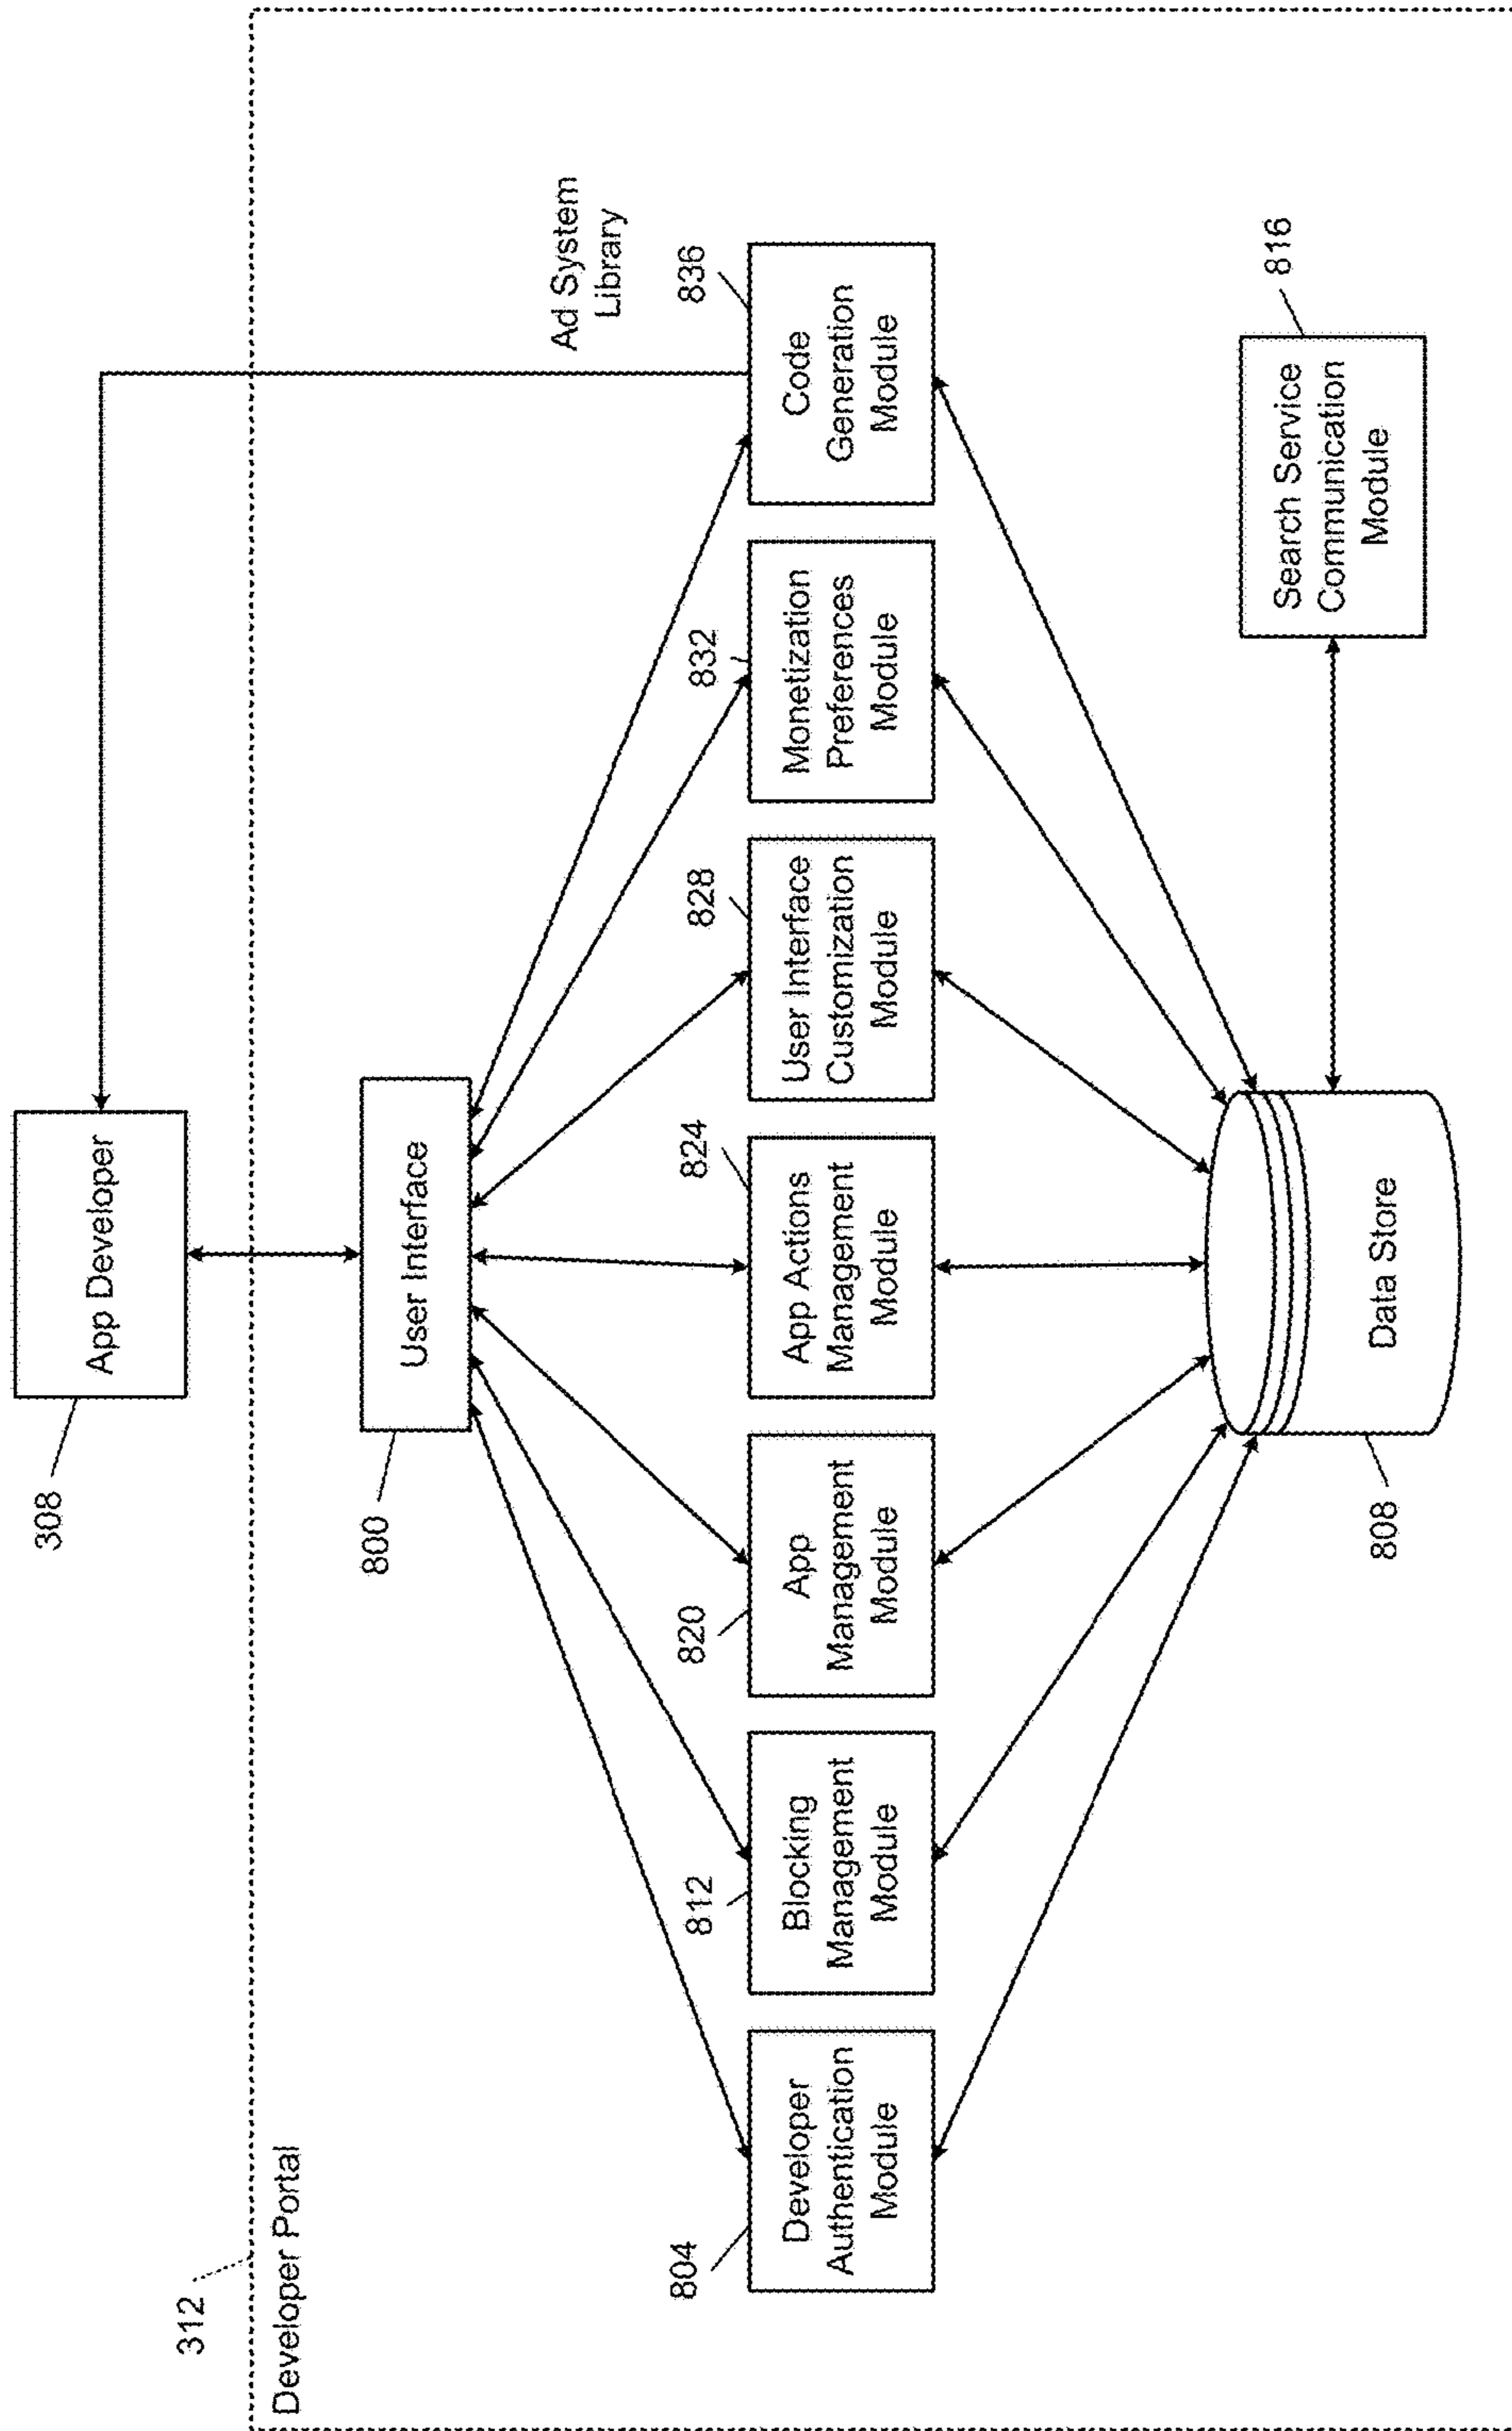 308
App Developer
312
Developer Portal
800
User Interface
Ad System
Library
804
Developer
Authentication
Module
812
Blocking
Management
Module
820
App
Management
Module
824
App Actions
Management
Module
828
User Interface
Customization
Module
832
Monetization
Preferences
Module
836
Code
Generation
Module
808
Data Store
816
Search Service
Communication
Module